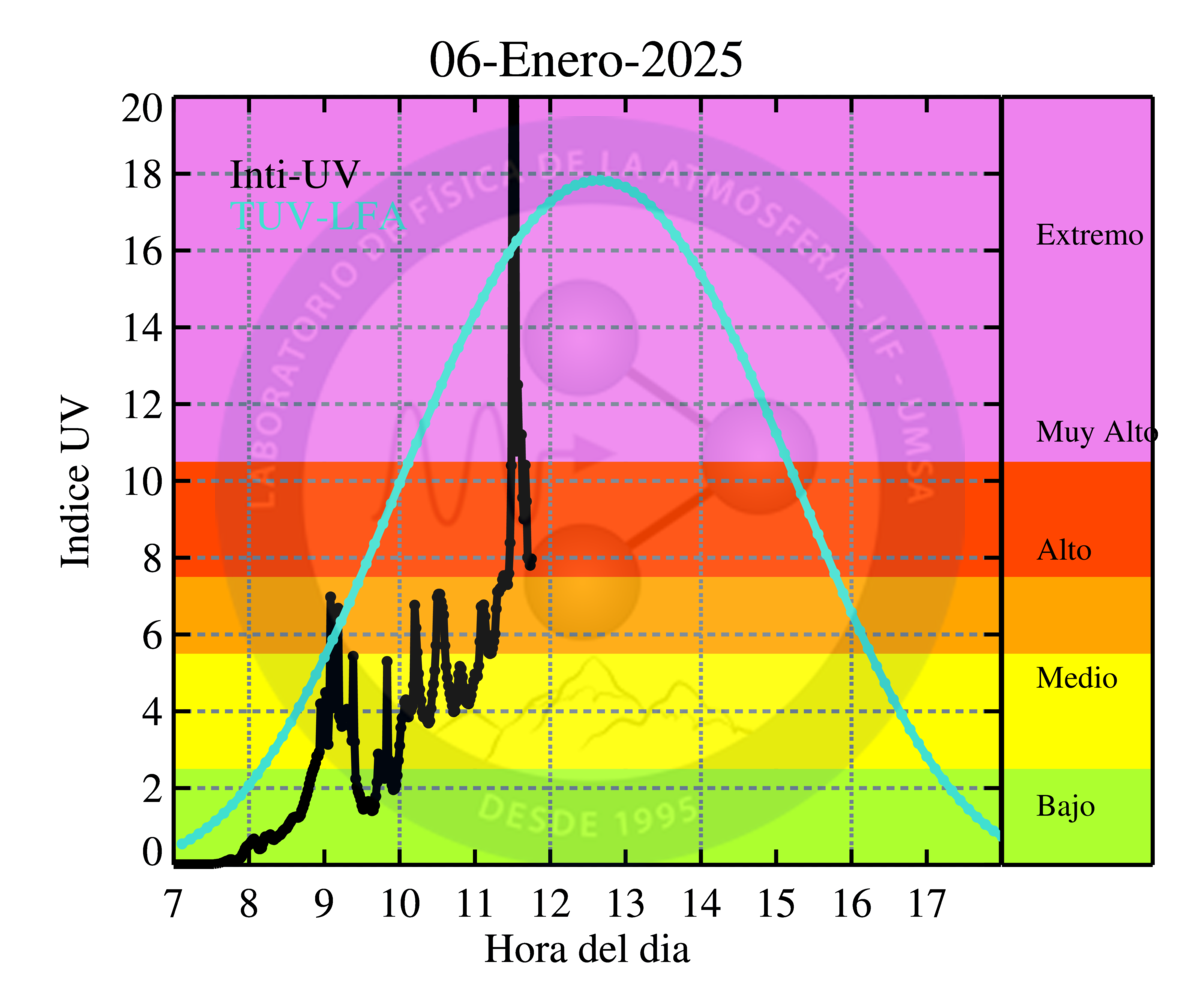 06-Enero-2025
20
18
16
14
12
10
8
6
4
2
0
Indice UV
Inti-UV
TUV-LFA
LABORATORIO DE FÍSICA DE LA ATMÓSFERA - IIF - UMSA
DESDE 1995
Extremo
Muy Alto
Alto
Medio
Bajo
7 8 9 10 11 12 13 14 15 16 17
Hora del dia